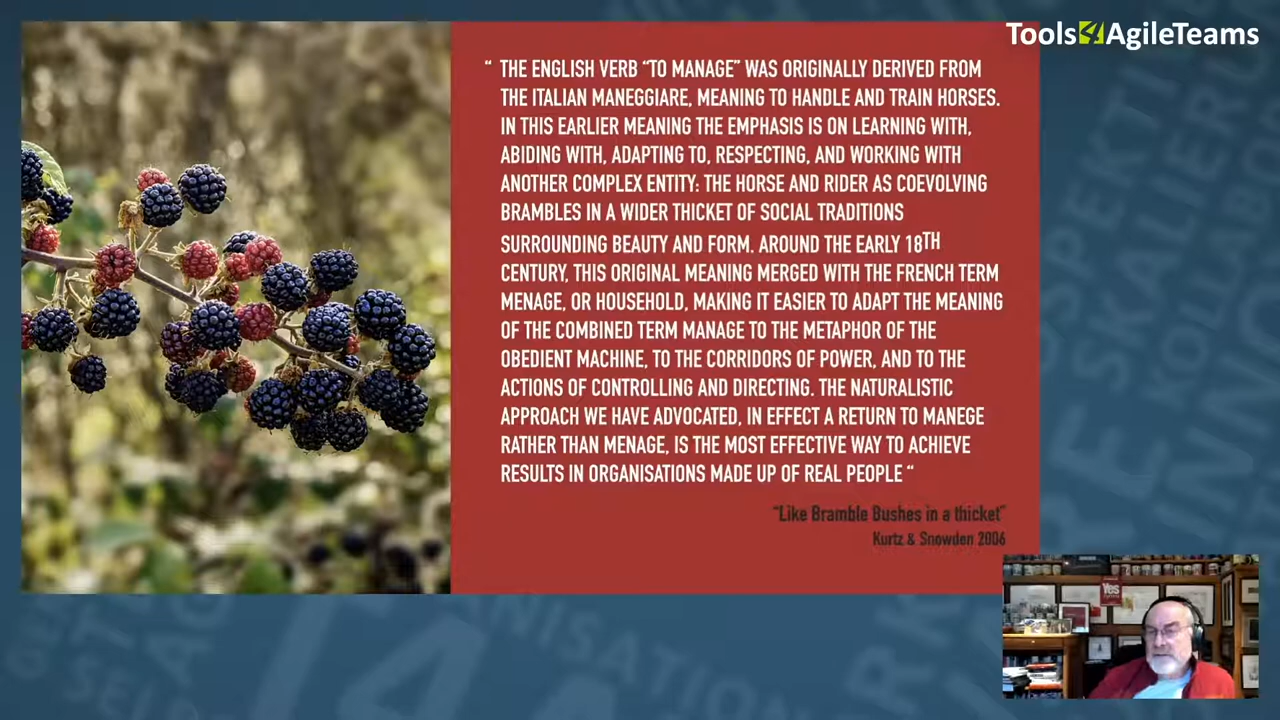 Tools4AgileTeams
“ THE ENGLISH VERB “TO MANAGE” WAS ORIGINALLY DERIVED FROM
THE ITALIAN MANEGGIARE, MEANING TO HANDLE AND TRAIN HORSES.
IN THIS EARLIER MEANING THE EMPHASIS IS ON LEARNING WITH,
ABIDING WITH, ADAPTING TO, RESPECTING, AND WORKING WITH
ANOTHER COMPLEX ENTITY: THE HORSE AND RIDER AS COEVOLVING
BRAMBLES IN A WIDER THICKET OF SOCIAL TRADITIONS
SURROUNDING BEAUTY AND FORM. AROUND THE EARLY 18TH
CENTURY, THIS ORIGINAL MEANING MERGED WITH THE FRENCH TERM
MENAGE, OR HOUSEHOLD, MAKING IT EASIER TO ADAPT THE MEANING
OF THE COMBINED TERM MANAGE TO THE METAPHOR OF THE
OBEDIENT MACHINE, TO THE CORRIDORS OF POWER, AND TO THE
ACTIONS OF CONTROLLING AND DIRECTING. THE NATURALISTIC
APPROACH WE HAVE ADVOCATED, IN EFFECT A RETURN TO MANEGE
RATHER THAN MENAGE, IS THE MOST EFFECTIVE WAY TO ACHIEVE
RESULTS IN ORGANISATIONS MADE UP OF REAL PEOPLE “
“Like Bramble Bushes in a thicket”
Kurtz & Snowden 2006
Yes